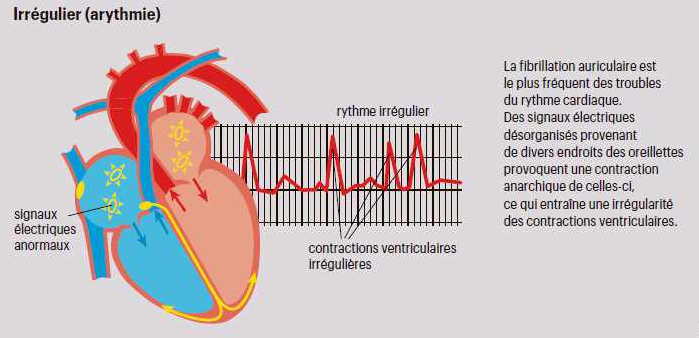 Irrégulier (arythmie)
La fibrillation auriculaire est
le plus fréquent des troubles
du rythme cardiaque.
Des signaux électriques
désorganisés provenant
de divers endroits des oreillettes
provoquent une contraction
anarchique de celles-ci,
ce qui entraîne une irrégularité
des contractions ventriculaires.
rythme irrégulier
signaux
électriques
anormaux
contractions ventriculaires
irrégulières